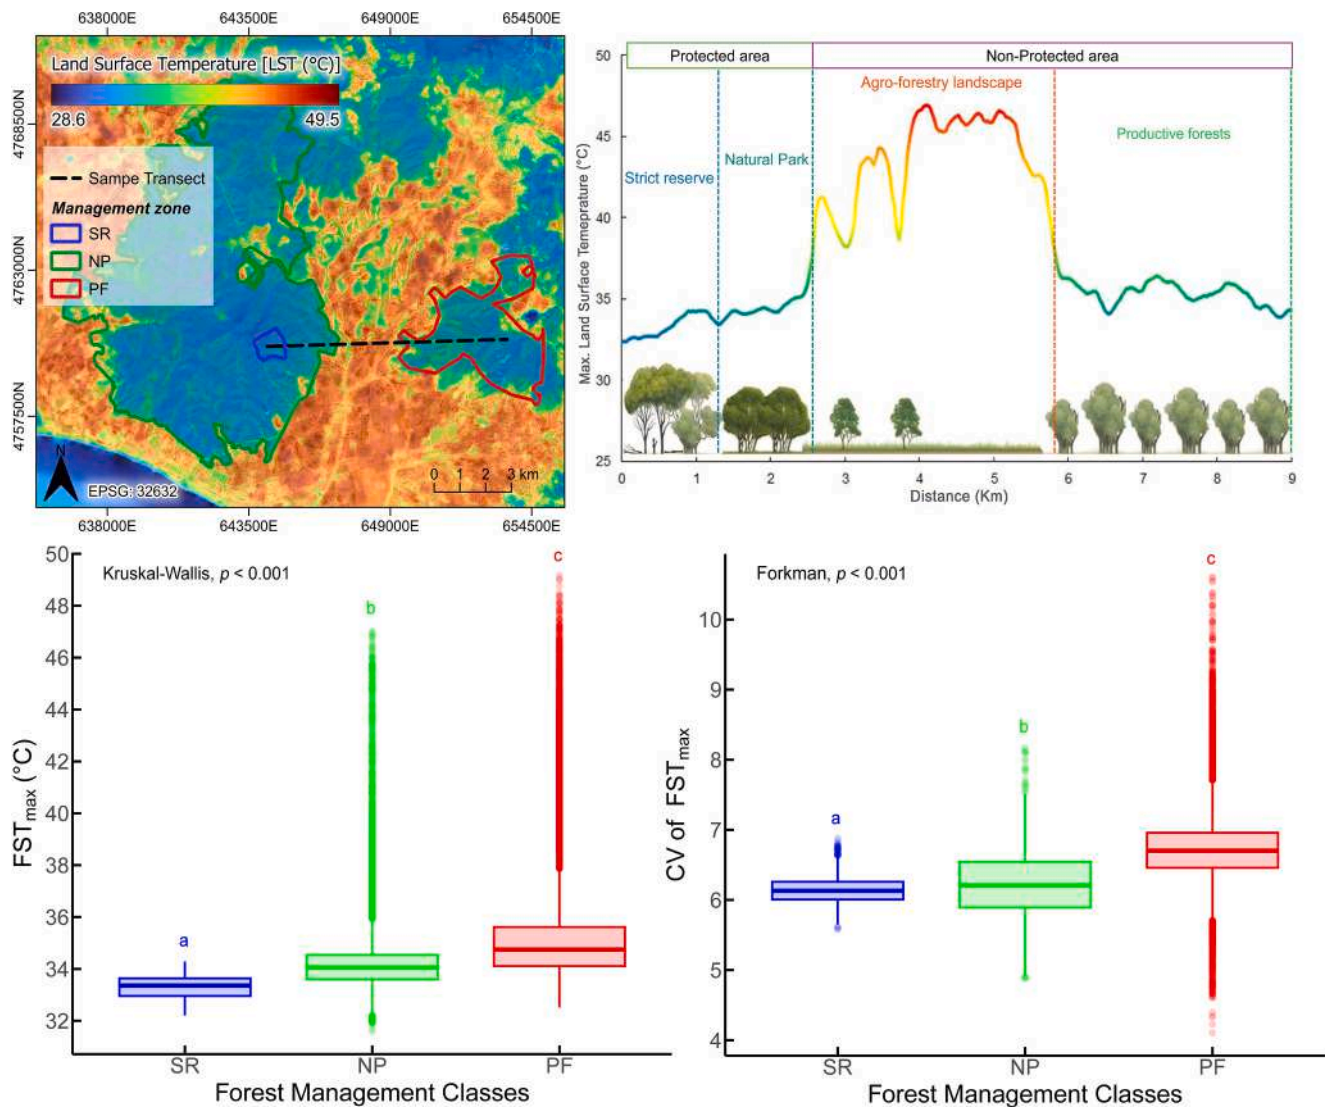 638000E 643500E 649000E 654500E
Land Surface Temperature [LST (°C)]
28.6 49.5
4768500N
4763000N
4757500N
Sampe Transect
Management zone
SR
NP
PF
N
EPSG: 32632
0 1 2 3 km
638000E 643500E 649000E 654500E
Protected area Non-Protected area
Agro-forestry landscape
Strict reserve
Natural Park
Productive forests
Max. Land Surface Temeprature (°C)
50
45
40
35
30
25
0 1 2 3 4 5 6 7 8 9
Distance (Km)
Kruskal-Wallis, p < 0.001
FSTmax (°C)
50
48
46
44
42
40
38
36
34
32
a
b
c
SR NP PF
Forest Management Classes
Forkman, p < 0.001
CV of FSTmax
10
9
8
7
6
5
4
a
b
c
SR NP PF
Forest Management Classes